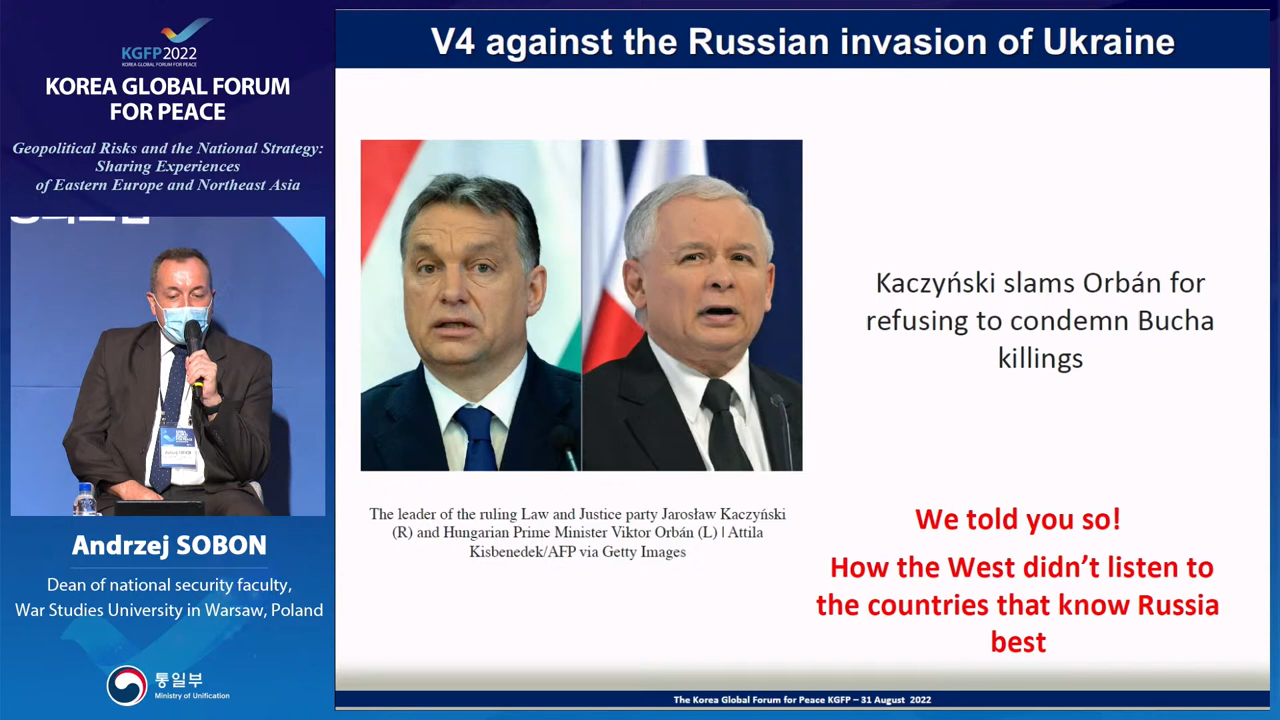 KGFP2022
KOREA GLOBAL FORUM FOR PEACE
KOREA GLOBAL FORUM
FOR PEACE
Geopolitical Risks and the National Strategy:
Sharing Experiences
of Eastern Europe and Northeast Asia
Andrzej SOBON
Dean of national security faculty,
War Studies University in Warsaw, Poland
통일부
Ministry of Unification
V4 against the Russian invasion of Ukraine
Kaczyński slams Orbán for
refusing to condemn Bucha
killings
The leader of the ruling Law and Justice party Jarosław Kaczyński
(R) and Hungarian Prime Minister Viktor Orbán (L) | Attila
Kisbenedek/AFP via Getty Images
We told you so!
How the West didn’t listen to
the countries that know Russia
best
The Korea Global Forum for Peace KGFP – 31 August 2022